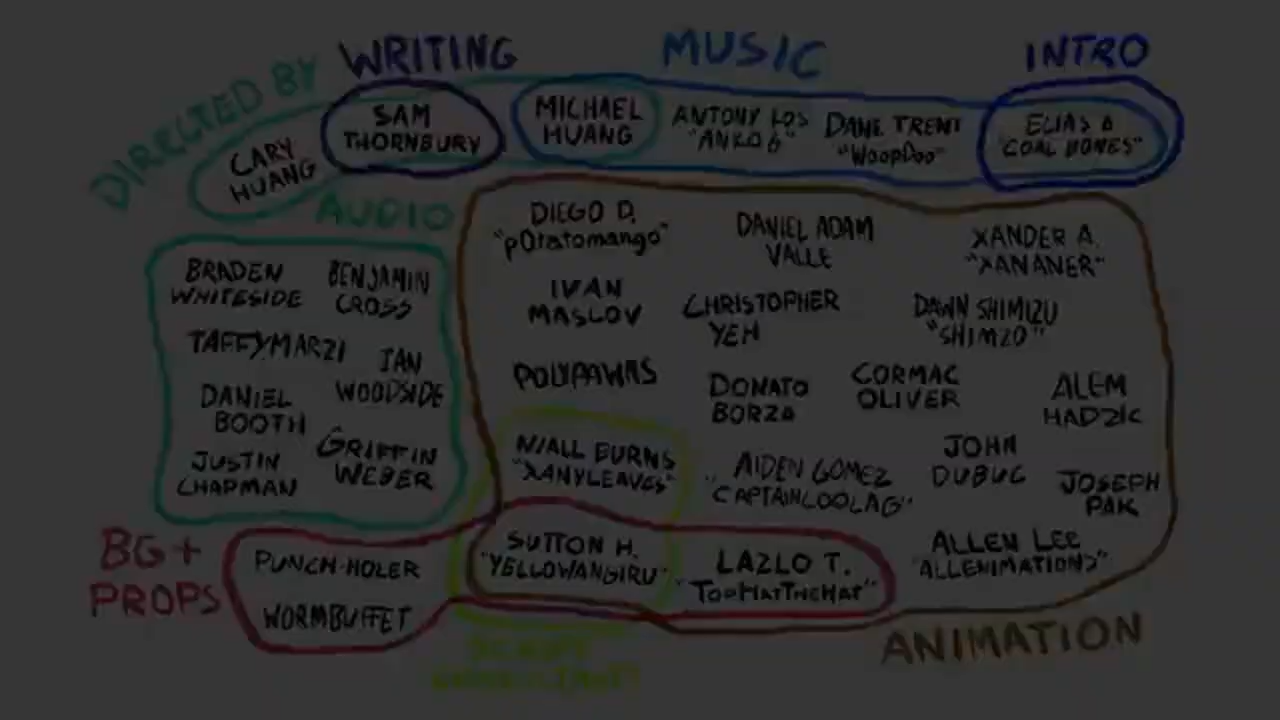 WRITING
MUSIC
INTRO
DIRECTED BY
SAM
THORNBURY
MICHAEL
HUANG
ANTONY KOS
"ANKO6"
DANE TRENT
"WoopDoo"
ELIAS
"COAL BONES"
CARY
HUANG
AUDIO
BRADEN
WHITESIDE
BENJAMIN
CROSS
TAFFYMARZI
IAN
WOODSIDE
DANIEL
BOOTH
GRIFFIN
WEBER
JUSTIN
CHAPMAN
DIEGO D.
"p0tatomango"
DANIEL ADAM
VALLE
XANDER A.
"XANANER"
IVAN
MASLOV
CHRISTOPHER
YEH
DAWN SHIMIZU
"SHIMZO"
POLYPAWRS
DONATO
BORZA
CORMAC
OLIVER
ALEM
HADZIC
NIALL BURNS
"XANYLEAVES"
AIDEN GOMEZ
"CAPTAINCOOLAG"
JOHN
DUBUC
JOSEPH
PAK
BG+
PROPS
PUNCH-HOLER
WORMBUFFET
SUTTON H.
"YELLOWANGIRU"
LAZLO T.
"TopHatTheHat"
ALLEN LEE
"ALLENIMATIONS"
ANIMATION